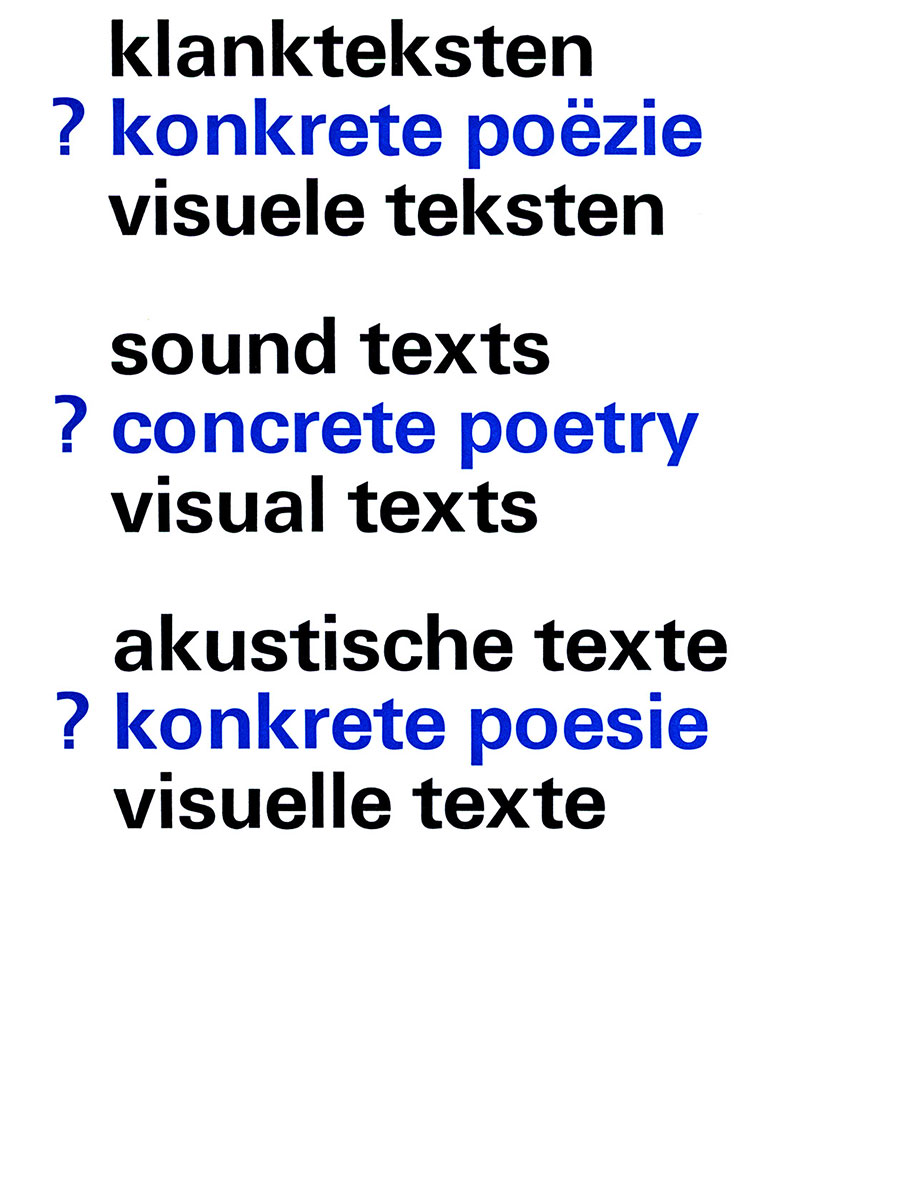 klankteksten
? konkrete poëzie
visuele teksten
sound texts
? concrete poetry
visual texts
akustische texte
? konkrete poesie
visuelle texte